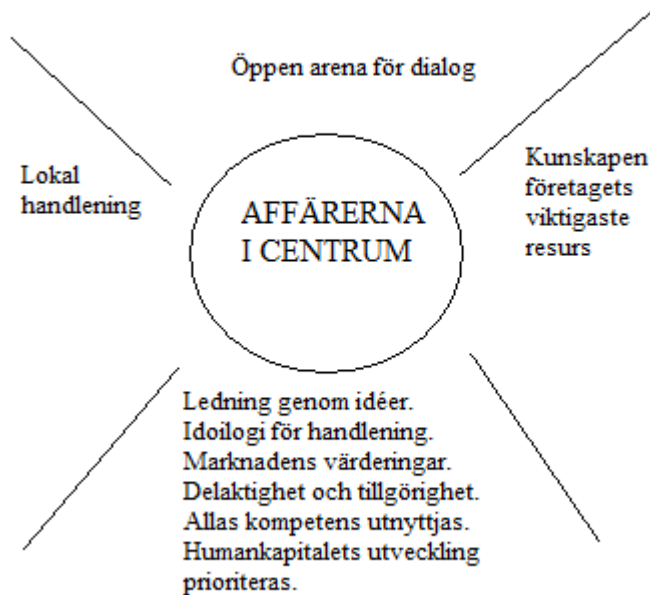 Öppen arena för dialog
Lokal
handlening
Kunskapen
företagets
viktigaste
resurs
AFFÄRERNA
I CENTRUM
Ledning genom idéer.
Idoilogi för handlening.
Marknadens värderingar.
Delaktighet och tillgörighet.
Allas kompetens utnyttjas.
Humankapitalets utveckling
prioriteras.